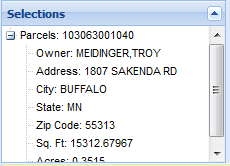 Selections
Parcels: 103063001040
Owner: MEIDINGER,TROY
Address: 1807 SAKENDA RD
City: BUFFALO
State: MN
Zip Code: 55313
Sq. Ft: 15312.67967
Acres: 0.3515